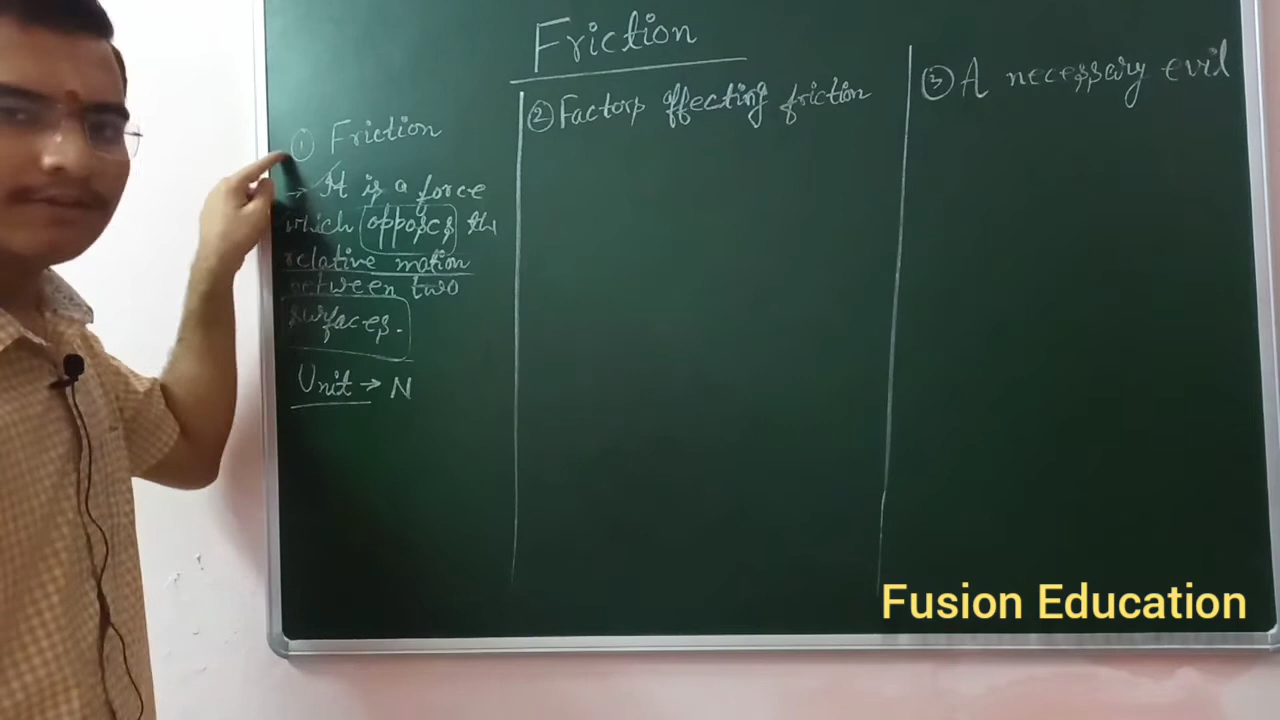 Friction
① Friction
→ It is a force
which opposes the
relative motion
between two
surfaces.
Unit → N
② Factors affecting friction
③ A necessary evil
Fusion Education